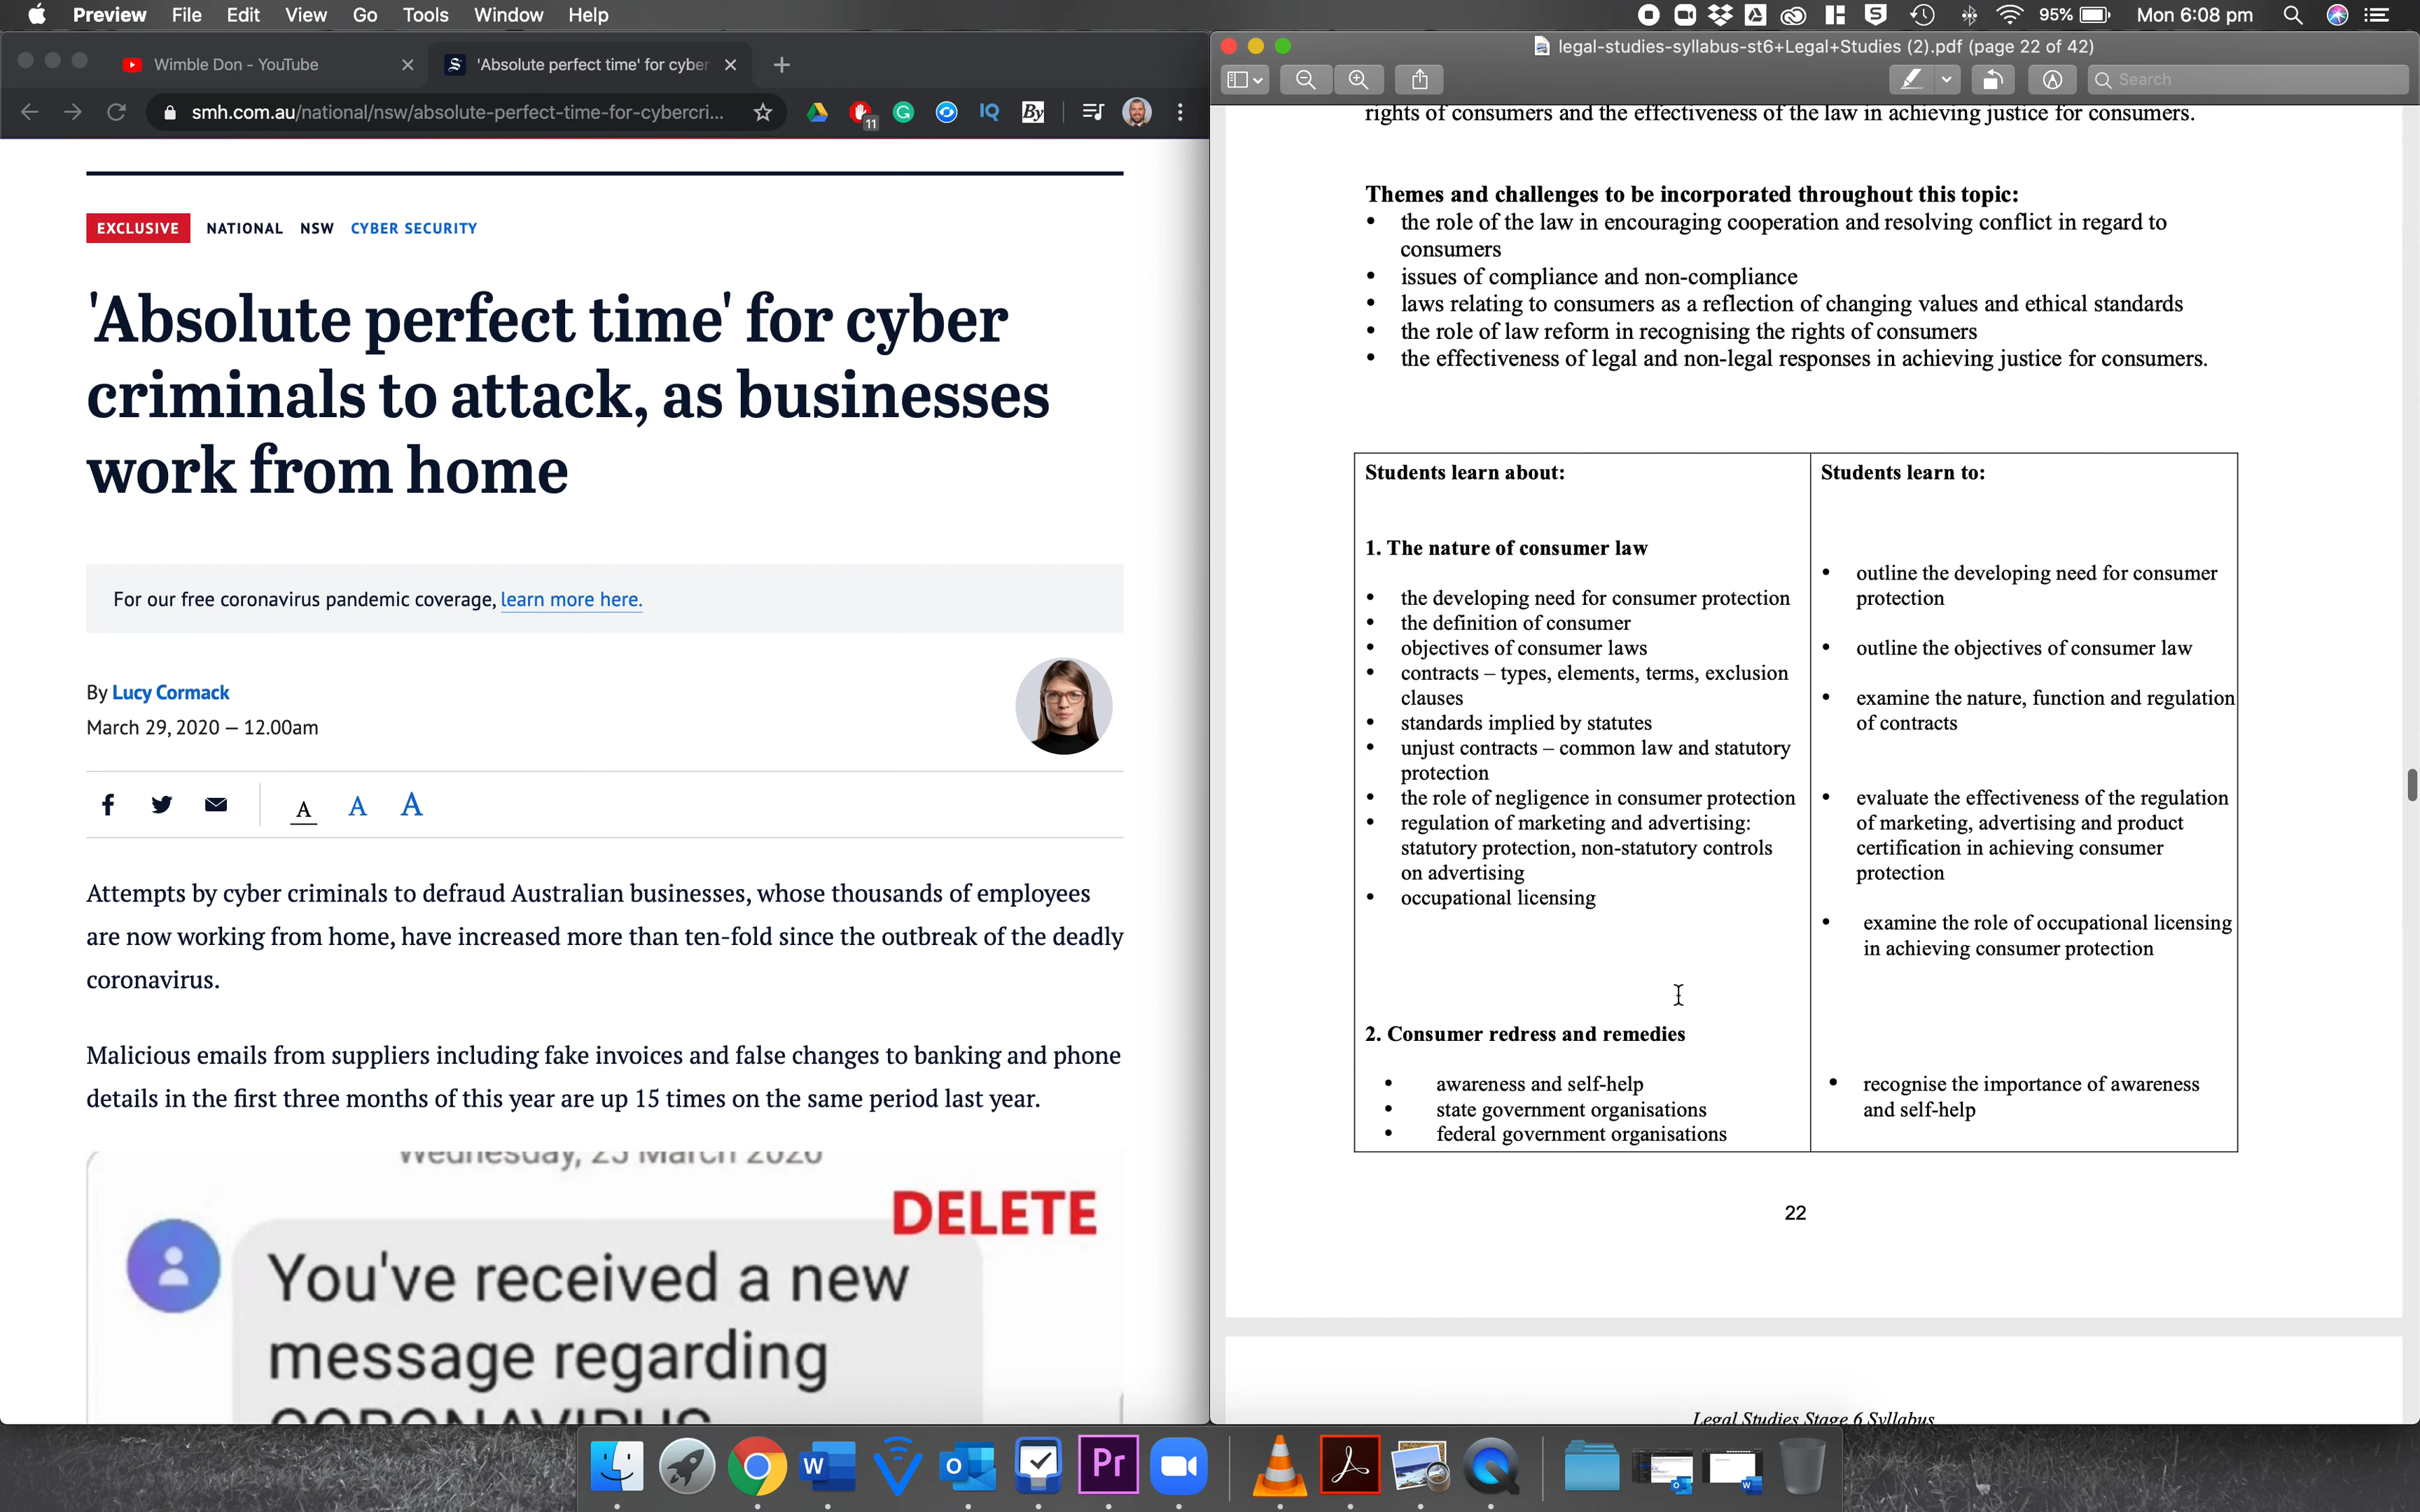 Preview File Edit View Go Tools Window Help
95% Mon 6:08 pm
Wimble Don - YouTube
'Absolute perfect time' for cyber
smh.com.au/national/nsw/absolute-perfect-time-for-cybercri...
11
IQ
By
EXCLUSIVE NATIONAL NSW CYBER SECURITY
'Absolute perfect time' for cyber
criminals to attack, as businesses
work from home
For our free coronavirus pandemic coverage, learn more here.
By Lucy Cormack
March 29, 2020 — 12.00am
A A A
Attempts by cyber criminals to defraud Australian businesses, whose thousands of employees
are now working from home, have increased more than ten-fold since the outbreak of the deadly
coronavirus.
Malicious emails from suppliers including fake invoices and false changes to banking and phone
details in the first three months of this year are up 15 times on the same period last year.
Wednesday, 25 March 2020
DELETE
You've received a new
message regarding
CORONAVIRUS
legal-studies-syllabus-st6+Legal+Studies (2).pdf (page 22 of 42)
Search
rights of consumers and the effectiveness of the law in achieving justice for consumers.
Themes and challenges to be incorporated throughout this topic:
• the role of the law in encouraging cooperation and resolving conflict in regard to
consumers
• issues of compliance and non-compliance
• laws relating to consumers as a reflection of changing values and ethical standards
• the role of law reform in recognising the rights of consumers
• the effectiveness of legal and non-legal responses in achieving justice for consumers.
Students learn about:
1. The nature of consumer law
• the developing need for consumer protection
• the definition of consumer
• objectives of consumer laws
• contracts – types, elements, terms, exclusion
clauses
• standards implied by statutes
• unjust contracts – common law and statutory
protection
• the role of negligence in consumer protection
• regulation of marketing and advertising:
statutory protection, non-statutory controls
on advertising
• occupational licensing
2. Consumer redress and remedies
• awareness and self-help
• state government organisations
• federal government organisations
Students learn to:
• outline the developing need for consumer
protection
• outline the objectives of consumer law
• examine the nature, function and regulation
of contracts
• evaluate the effectiveness of the regulation
of marketing, advertising and product
certification in achieving consumer
protection
• examine the role of occupational licensing
in achieving consumer protection
• recognise the importance of awareness
and self-help
22
Legal Studies Stage 6 Syllabus
W
O
Pr